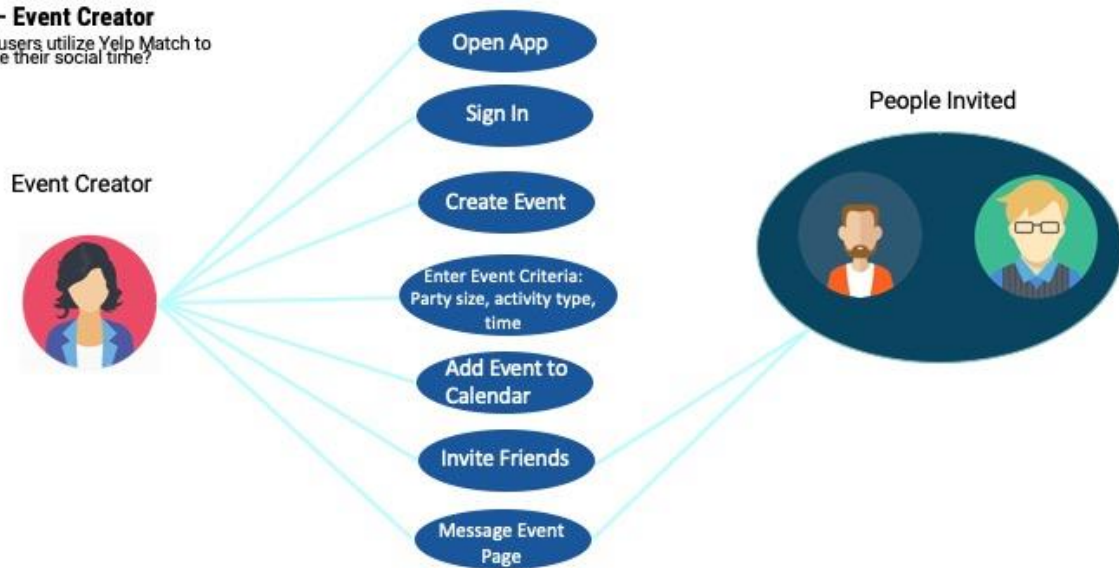 - Event Creator
users utilize Yelp Match to
e their social time?
Open App
Sign In
People Invited
Event Creator
Create Event
Enter Event Criteria:
Party size, activity type,
time
Add Event to
Calendar
Invite Friends
Message Event
Page